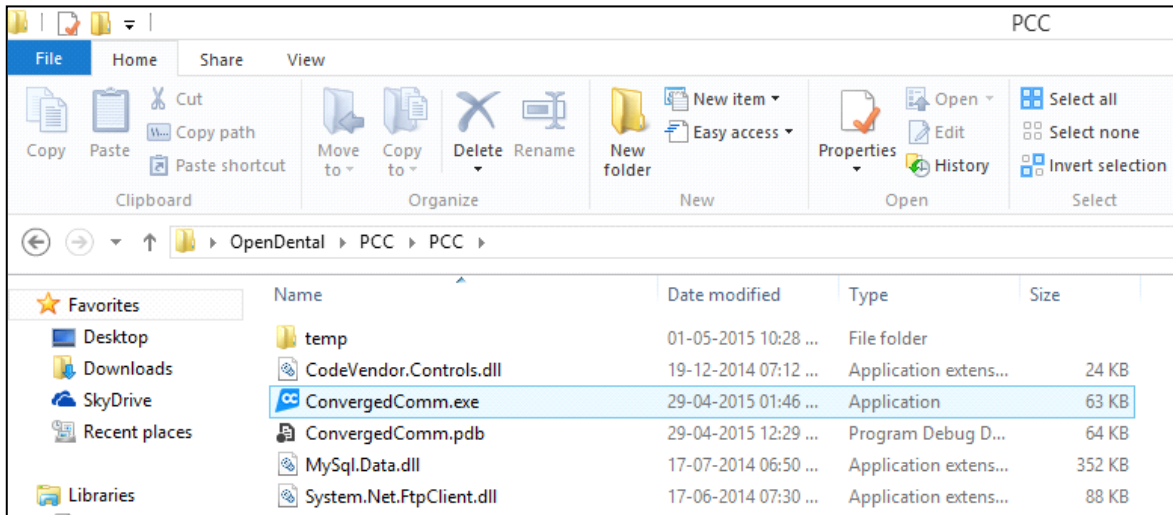 PCC
File Home Share View
Copy Paste Cut Copy path Paste shortcut Move to Copy to Delete Rename New folder New item Easy access Properties Open Edit History Select all Select none Invert selection
Clipboard Organize New Open Select
OpenDental PCC PCC
Name Date modified Type Size
Favorites
Desktop temp 01-05-2015 10:28 ... File folder
Downloads CodeVendor.Controls.dll 19-12-2014 07:12 ... Application extens... 24 KB
SkyDrive ConvergedComm.exe 29-04-2015 01:46 ... Application 63 KB
Recent places ConvergedComm.pdb 29-04-2015 12:29 ... Program Debug D... 64 KB
MySql.Data.dll 17-07-2014 06:50 ... Application extens... 352 KB
Libraries System.Net.FtpClient.dll 17-06-2014 07:30 ... Application extens... 88 KB